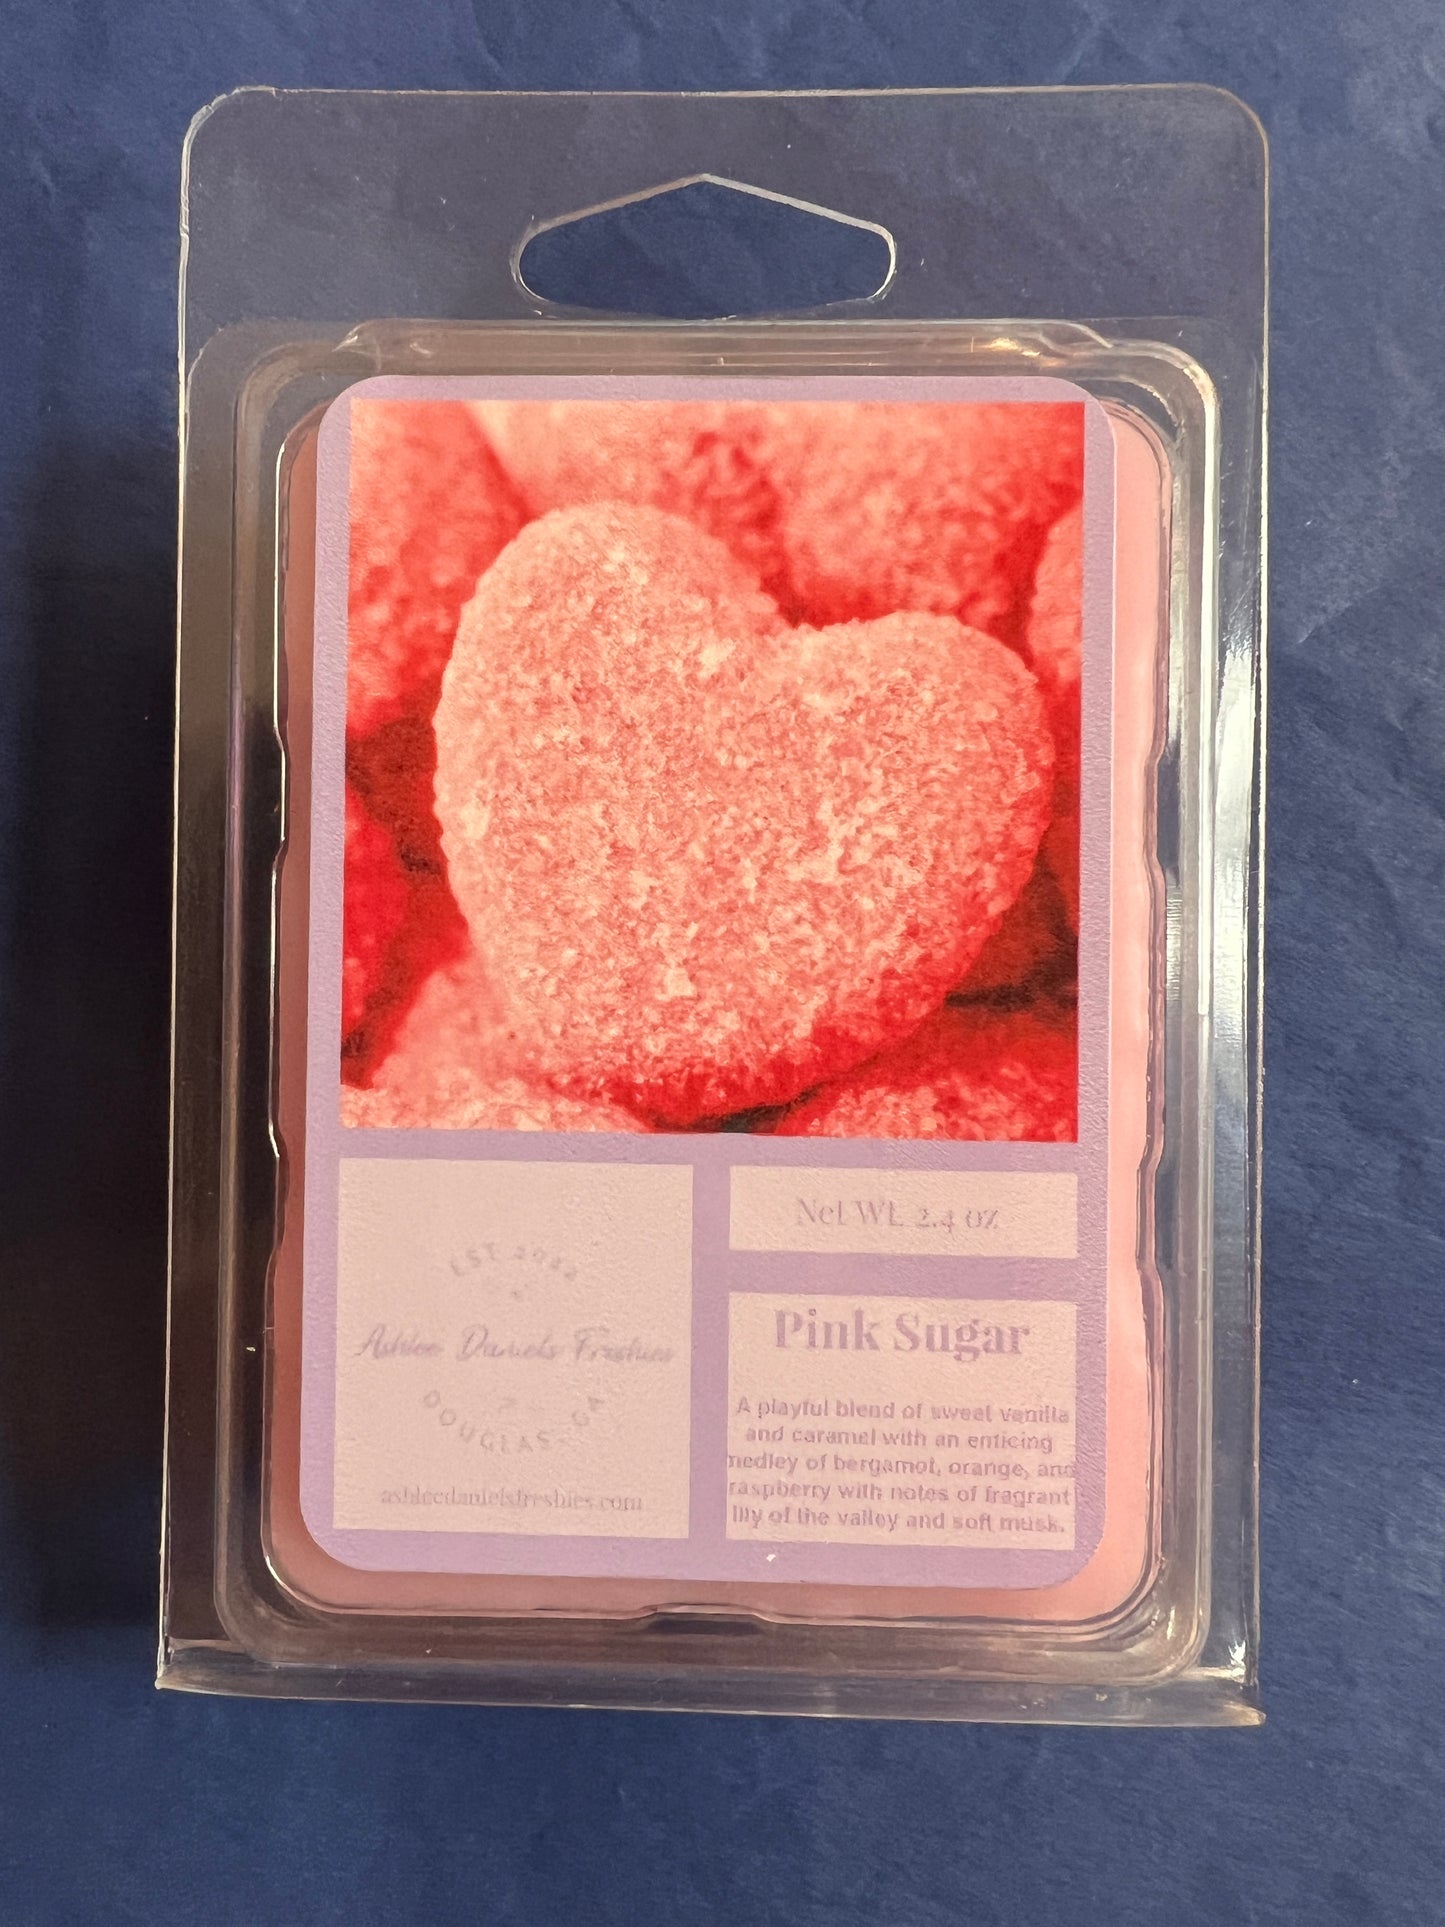 EST 2022
Ashlee Daniels Freshies
DOUGLAS, GA
ashleedanielsfreshies.com
Net Wt. 2.4 oz
Pink Sugar
A playful blend of sweet vanilla
and caramel with an enticing
medley of bergamot, orange, and
raspberry with notes of fragrant
lily of the valley and soft musk.